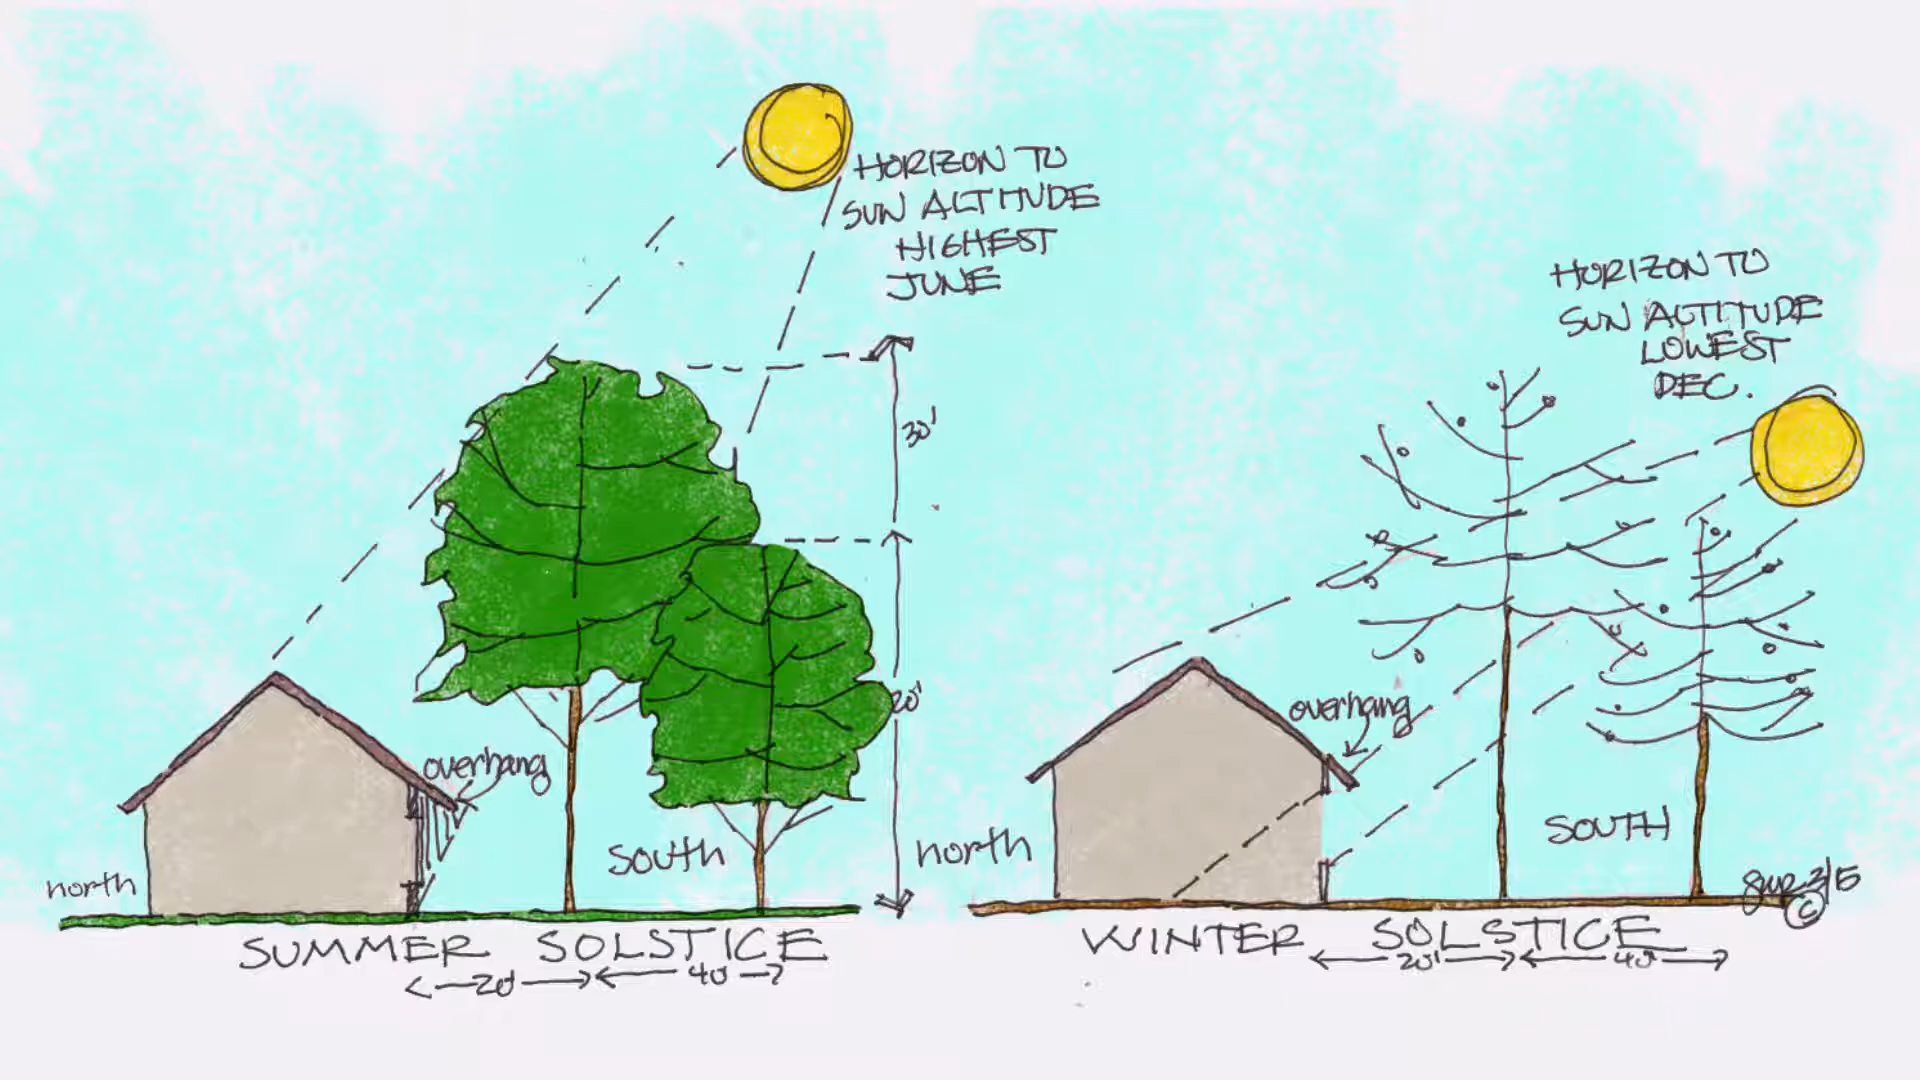 HORIZON TO
SUN ALTITUDE
HIGHEST
JUNE
30'
20'
overhang
south
north
SUMMER SOLSTICE
20' 40'
HORIZON TO
SUN ALTITUDE
LOWEST
DEC.
overhang
SOUTH
north
©
WINTER SOLSTICE
20' 40'